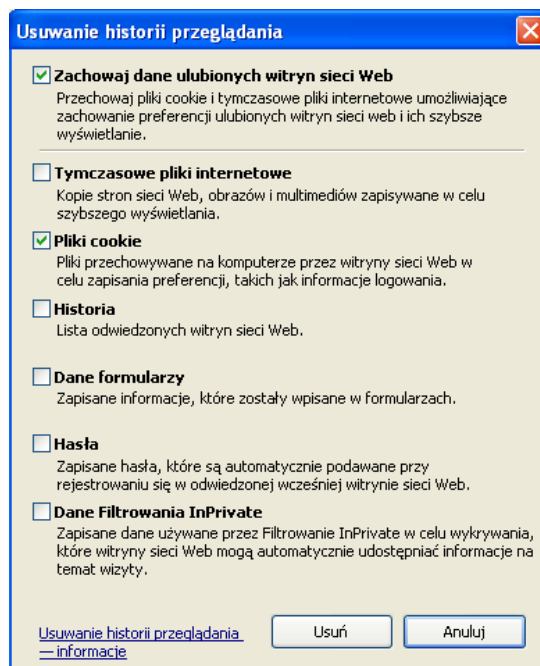 Usuwanie historii przeglądania
Zachowaj dane ulubionych witryn sieci Web
Przechowaj pliki cookie i tymczasowe pliki internetowe umożliwiające
zachowanie preferencji ulubionych witryn sieci web i ich szybsze
wyświetlanie.
Tymczasowe pliki internetowe
Kopie stron sieci Web, obrazów i multimediów zapisywane w celu
szybszego wyświetlania.
Pliki cookie
Pliki przechowywane na komputerze przez witryny sieci Web w
celu zapisania preferencji, takich jak informacje logowania.
Historia
Lista odwiedzonych witryn sieci Web.
Dane formularzy
Zapisane informacje, które zostały wpisane w formularzach.
Hasła
Zapisane hasła, które są automatycznie podawane przy
rejestrowaniu się w odwiedzonej wcześniej witrynie sieci Web.
Dane Filtrowania InPrivate
Zapisane dane używane przez Filtrowanie InPrivate w celu wykrywania,
które witryny sieci Web mogą automatycznie udostępniać informacje na
temat wizyty.
Usuwanie historii przeglądania
— informacje
Usuń
Anuluj